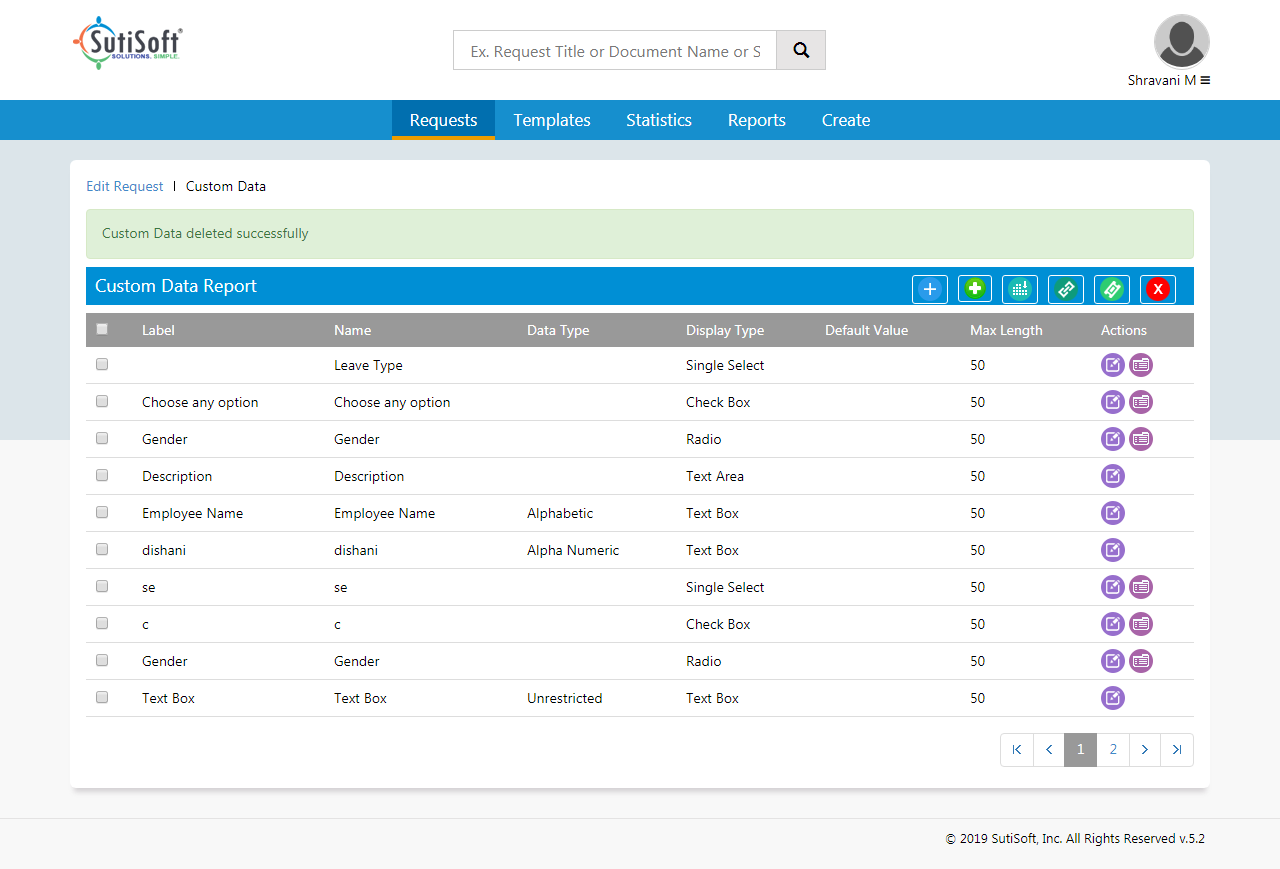 SutiSoft®
SOLUTIONS. SIMPLE.
Ex. Request Title or Document Name or S
Shravani M
Requests Templates Statistics Reports Create
Edit Request | Custom Data
Custom Data deleted successfully
Custom Data Report X
Label Name Data Type Display Type Default Value Max Length Actions
Leave Type Single Select 50
Choose any option Choose any option Check Box 50
Gender Gender Radio 50
Description Description Text Area 50
Employee Name Employee Name Alphabetic Text Box 50
dishani dishani Alpha Numeric Text Box 50
se se Single Select 50
c c Check Box 50
Gender Gender Radio 50
Text Box Text Box Unrestricted Text Box 50
1 2
© 2019 SutiSoft, Inc. All Rights Reserved v.5.2